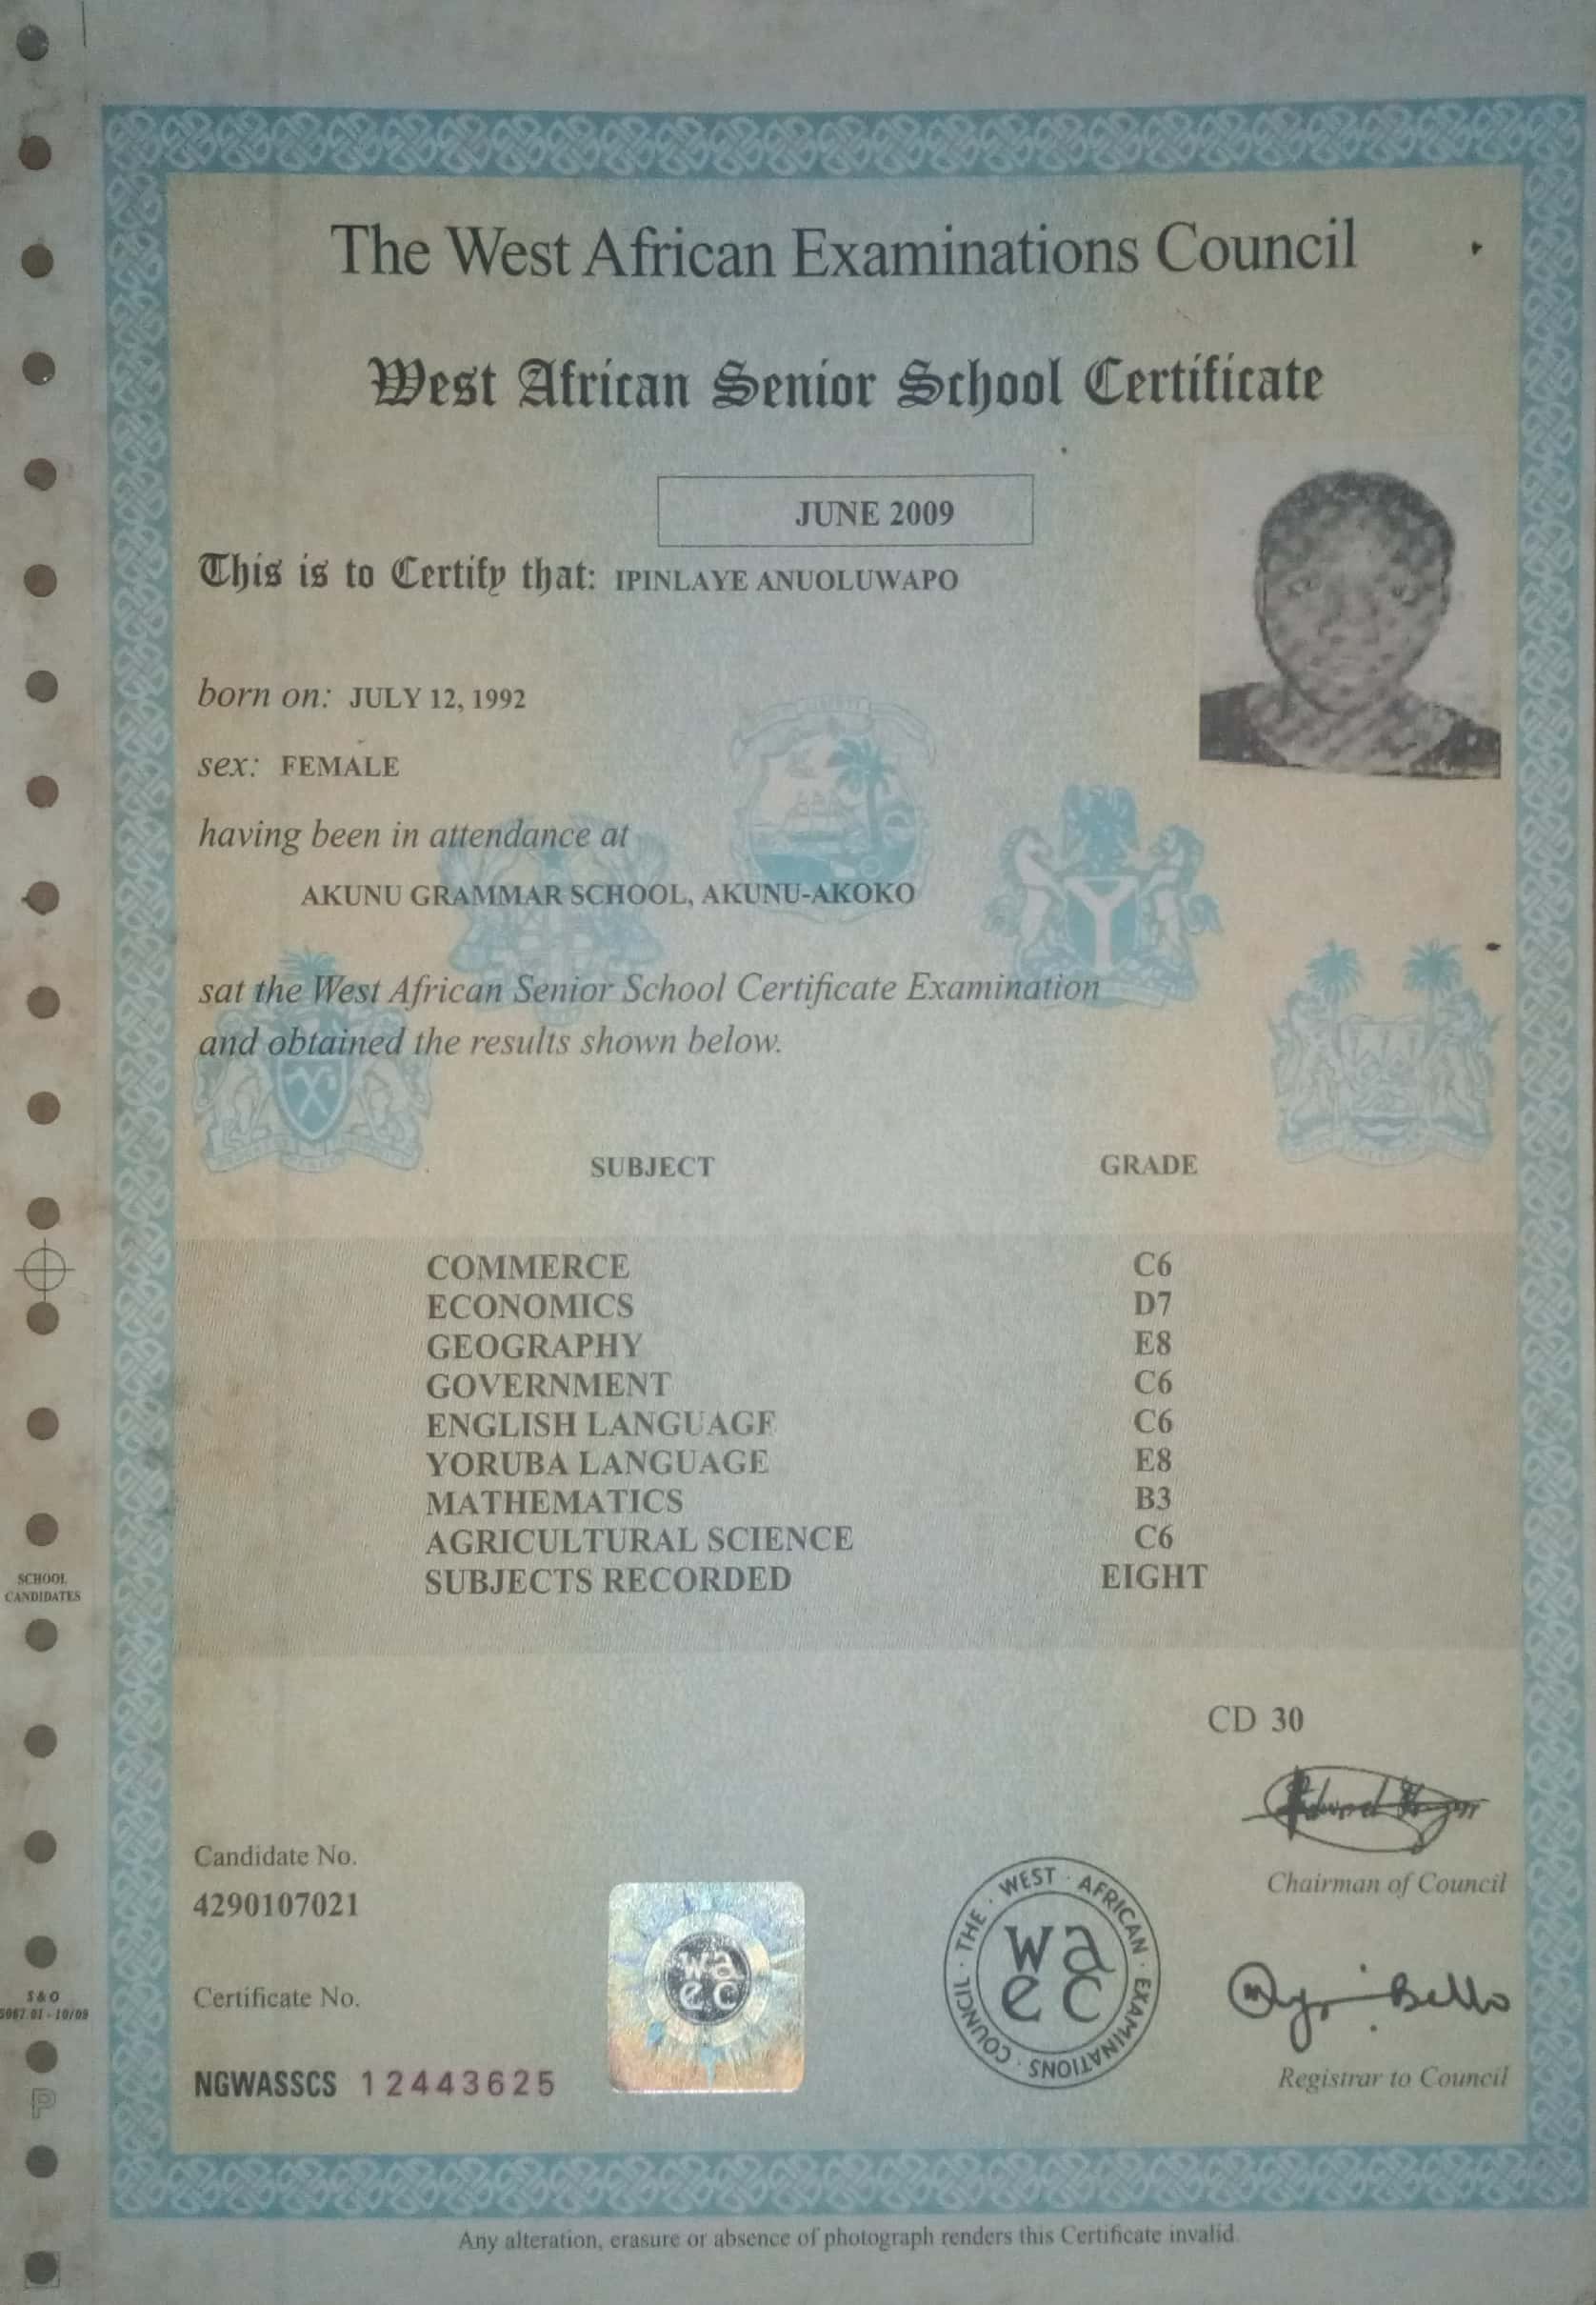 The West African Examinations Council
West African Senior School Certificate
JUNE 2009
This is to Certify that: IPINLAYE ANUOLUWAPO
born on: JULY 12, 1992
sex: FEMALE
having been in attendance at
AKUNU GRAMMAR SCHOOL, AKUNU-AKOKO
sat the West African Senior School Certificate Examination
and obtained the results shown below.
SUBJECT GRADE
COMMERCE C6
ECONOMICS D7
GEOGRAPHY E8
GOVERNMENT C6
ENGLISH LANGUAGE C6
YORUBA LANGUAGE E8
MATHEMATICS B3
AGRICULTURAL SCIENCE C6
SUBJECTS RECORDED EIGHT
SCHOOL
CANDIDATES
CD 30
Chairman of Council
Candidate No.
4290107021
THE · WEST · AFRICAN · EXAMINATIONS · COUNCIL ·
wa
ec
wa
ec
Certificate No.
Bello
Registrar to Council
NGWASSCS 12443625
S & O
P
Any alteration, erasure or absence of photograph renders this Certificate invalid.